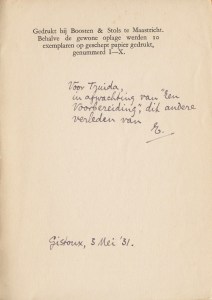 Gedrukt bij Boosten & Stols te Maastricht.
Behalve de gewone oplage werden 10
exemplaren op geschept papier gedrukt,
genummerd I—X.
Voor Truida,
in afwachting van "Een
Voorbereiding", dit andere
verleden van
E.
Gistoux, 3 Mei '31.